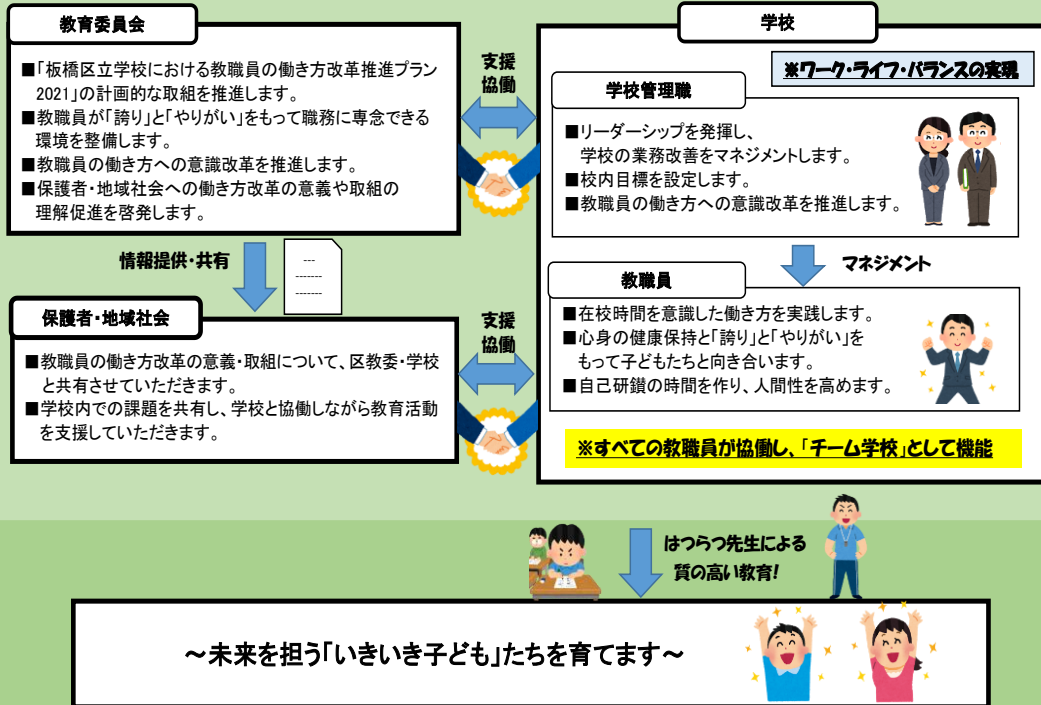 教育委員会
■「板橋区立学校における教職員の働き方改革推進プラン
2021」の計画的な取組を推進します。
■教職員が「誇り」と「やりがい」をもって職務に専念できる
環境を整備します。
■教職員の働き方への意識改革を推進します。
■保護者・地域社会への働き方改革の意義や取組の
理解促進を啓発します。
支援
協働
情報提供・共有
---
-------
-------
保護者・地域社会
■教職員の働き方改革の意義・取組について、区教委・学校
と共有させていただきます。
■学校内での課題を共有し、学校と協働しながら教育活動
を支援していただきます。
支援
協働
学校
※ワーク・ライフ・バランスの実現
学校管理職
■リーダーシップを発揮し、
学校の業務改善をマネジメントします。
■校内目標を設定します。
■教職員の働き方への意識改革を推進します。
マネジメント
教職員
■在校時間を意識した働き方を実践します。
■心身の健康保持と「誇り」と「やりがい」を
もって子どもたちと向き合います。
■自己研鑚の時間を作り、人間性を高めます。
※すべての教職員が協働し、「チーム学校」として機能
はつらつ先生による
質の高い教育!
～未来を担う「いきいき子ども」たちを育てます～